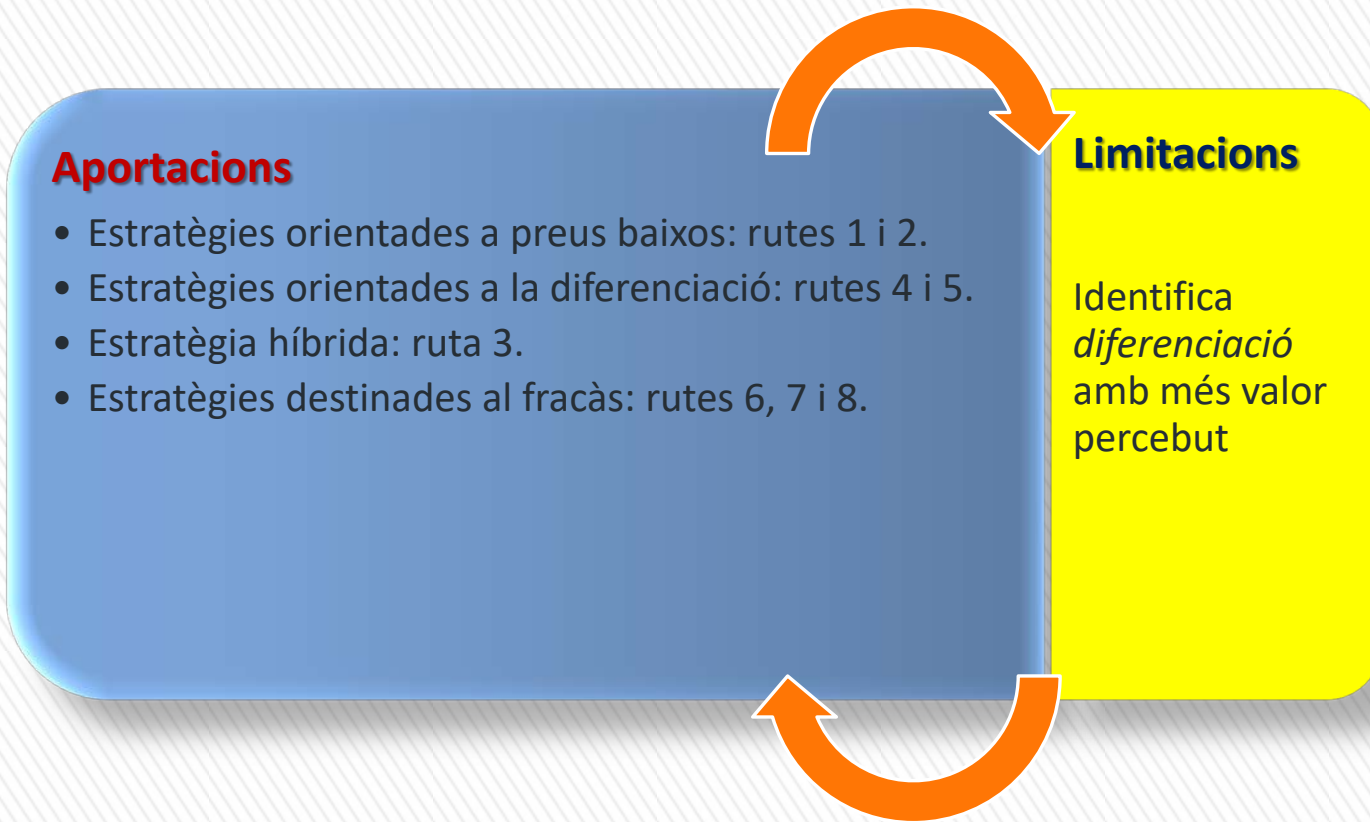 Aportacions
• Estratègies orientades a preus baixos: rutes 1 i 2.
• Estratègies orientades a la diferenciació: rutes 4 i 5.
• Estratègia híbrida: ruta 3.
• Estratègies destinades al fracàs: rutes 6, 7 i 8.
Limitacions
Identifica
diferenciació
amb més valor
percebut